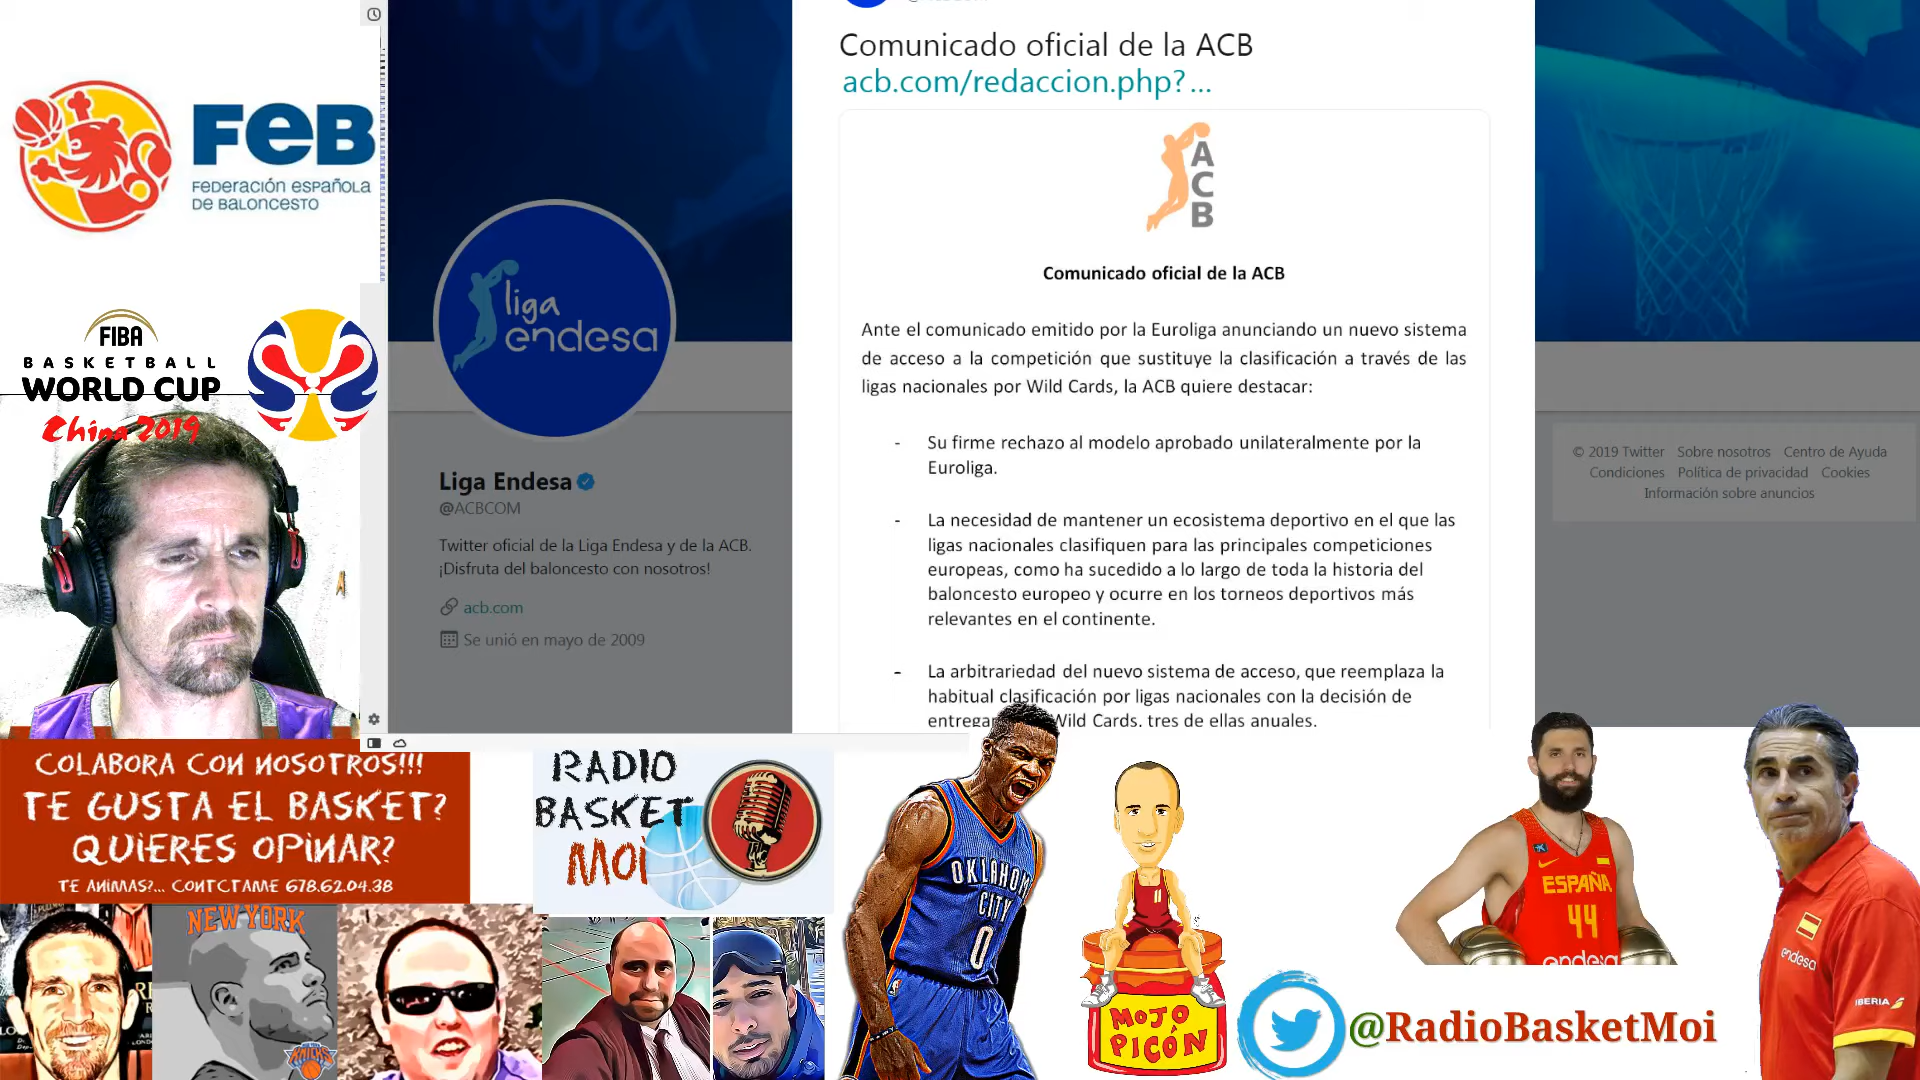 Comunicado oficial de la ACB
acb.com/redaccion.php?...
FEB
FEDERACIÓN ESPAÑOLA
DE BALONCESTO
A
C
B
Comunicado oficial de la ACB
Ante el comunicado emitido por la Euroliga anunciando un nuevo sistema
de acceso a la competición que sustituye la clasificación a través de las
ligas nacionales por Wild Cards, la ACB quiere destacar:
- Su firme rechazo al modelo aprobado unilateralmente por la
Euroliga.
- La necesidad de mantener un ecosistema deportivo en el que las
ligas nacionales clasifiquen para las principales competiciones
europeas, como ha sucedido a lo largo de toda la historia del
baloncesto europeo y ocurre en los torneos deportivos más
relevantes en el continente.
- La arbitrariedad del nuevo sistema de acceso, que reemplaza la
habitual clasificación por ligas nacionales con la decisión de
Wild Cards, tres de ellas anuales.
liga
endesa
FIBA
BASKETBALL
WORLD CUP
China 2019
Liga Endesa
@ACBCOM
Twitter oficial de la Liga Endesa y de la ACB.
¡Disfruta del baloncesto con nosotros!
acb.com
Se unió en mayo de 2009
© 2019 Twitter Sobre nosotros Centro de Ayuda
Condiciones Política de privacidad Cookies
Información sobre anuncios
COLABORA CON NOSOTROS!!!
TE GUSTA EL BASKET?
QUIERES OPINAR?
TE ANIMAS?... CONTCTAME 678.62.04.38
RADIO
BASKET
MOI
NEW YORK
KNICKS
OKLAHOMA
CITY
0
11
MOJO
PICÓN
@RadioBasketMoi
ESPAÑA
44
endesa
endesa
IBERIA